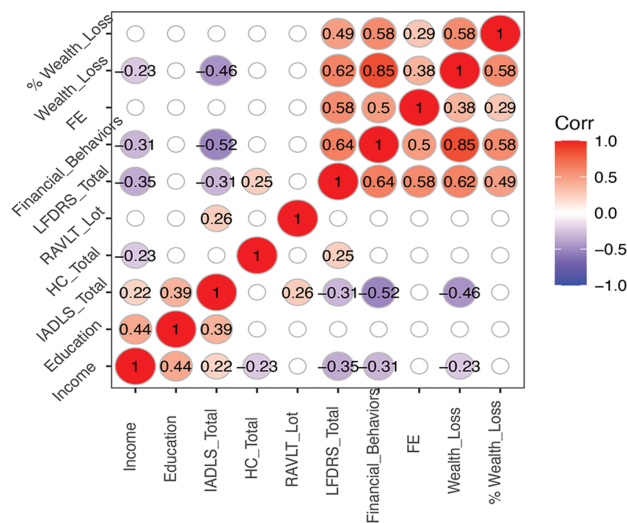 % Wealth_Loss 0.49 0.58 0.29 0.58 1
Wealth_Loss −0.23 −0.46 0.62 0.85 0.38 1 0.58
FE 0.58 0.5 1 0.38 0.29
Financial_Behaviors −0.31 −0.52 0.64 1 0.5 0.85 0.58
LFDRS_Total −0.35 −0.31 0.25 1 0.64 0.58 0.62 0.49
RAVLT_Lot 0.26 1
HC_Total −0.23 1 0.25
IADLS_Total 0.22 0.39 1 0.26 −0.31 −0.52 −0.46
Education 0.44 1 0.39
Income 1 0.44 0.22 −0.23 −0.35 −0.31 −0.23
Income
Education
IADLS_Total
HC_Total
RAVLT_Lot
LFDRS_Total
Financial_Behaviors
FE
Wealth_Loss
% Wealth_Loss
Corr
1.0
0.5
0.0
−0.5
−1.0